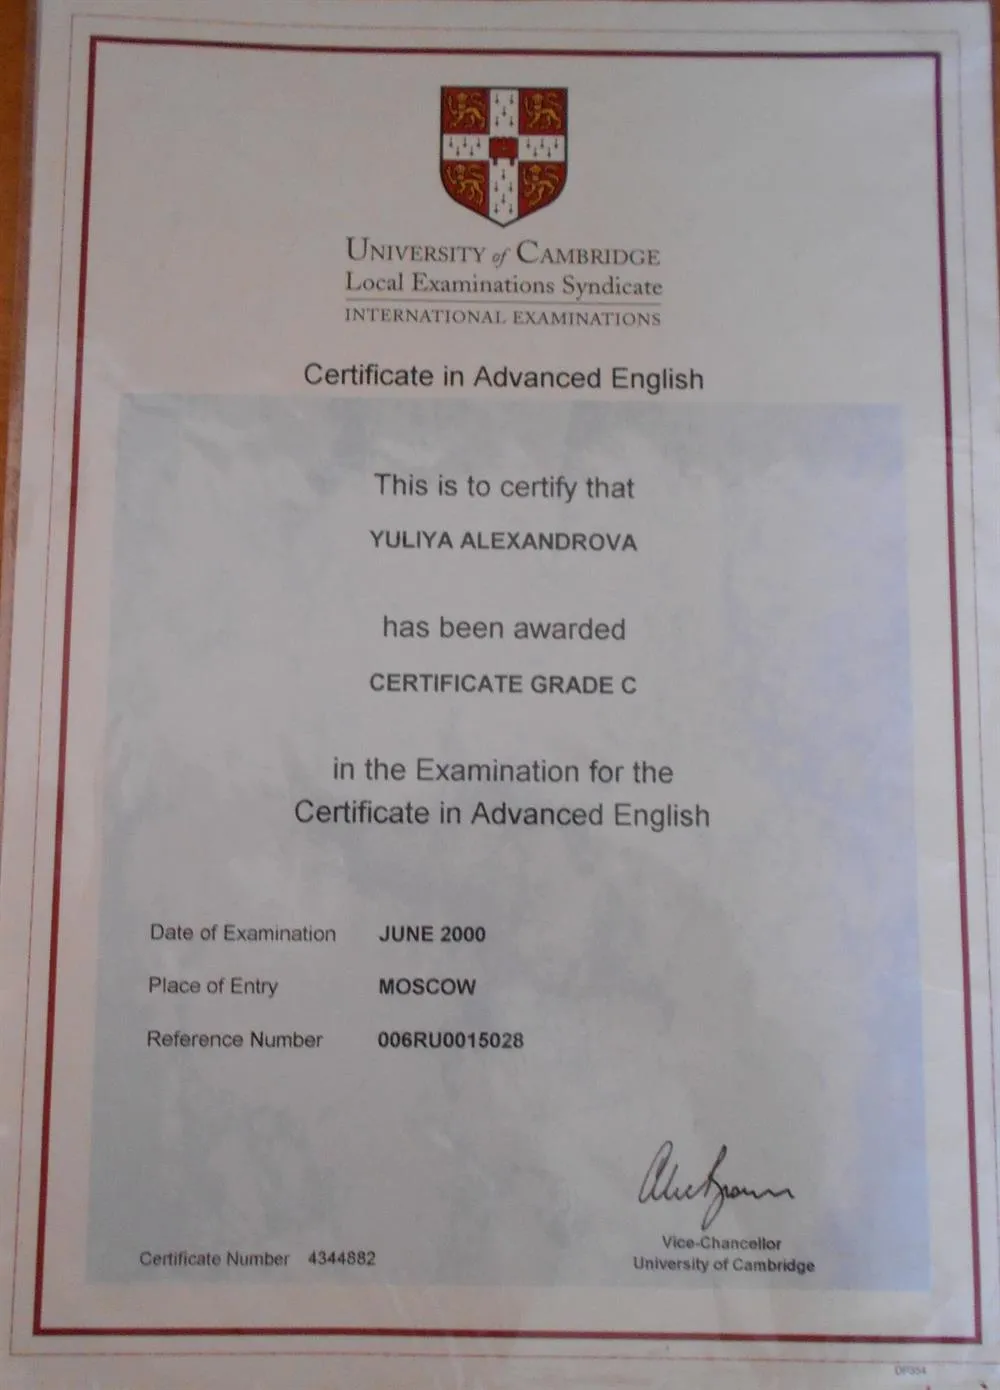 UNIVERSITY of CAMBRIDGE
Local Examinations Syndicate
INTERNATIONAL EXAMINATIONS
Certificate in Advanced English
This is to certify that
YULIYA ALEXANDROVA
has been awarded
CERTIFICATE GRADE C
in the Examination for the
Certificate in Advanced English
Date of Examination JUNE 2000
Place of Entry MOSCOW
Reference Number 006RU0015028
Vice-Chancellor
University of Cambridge
Certificate Number 4344882